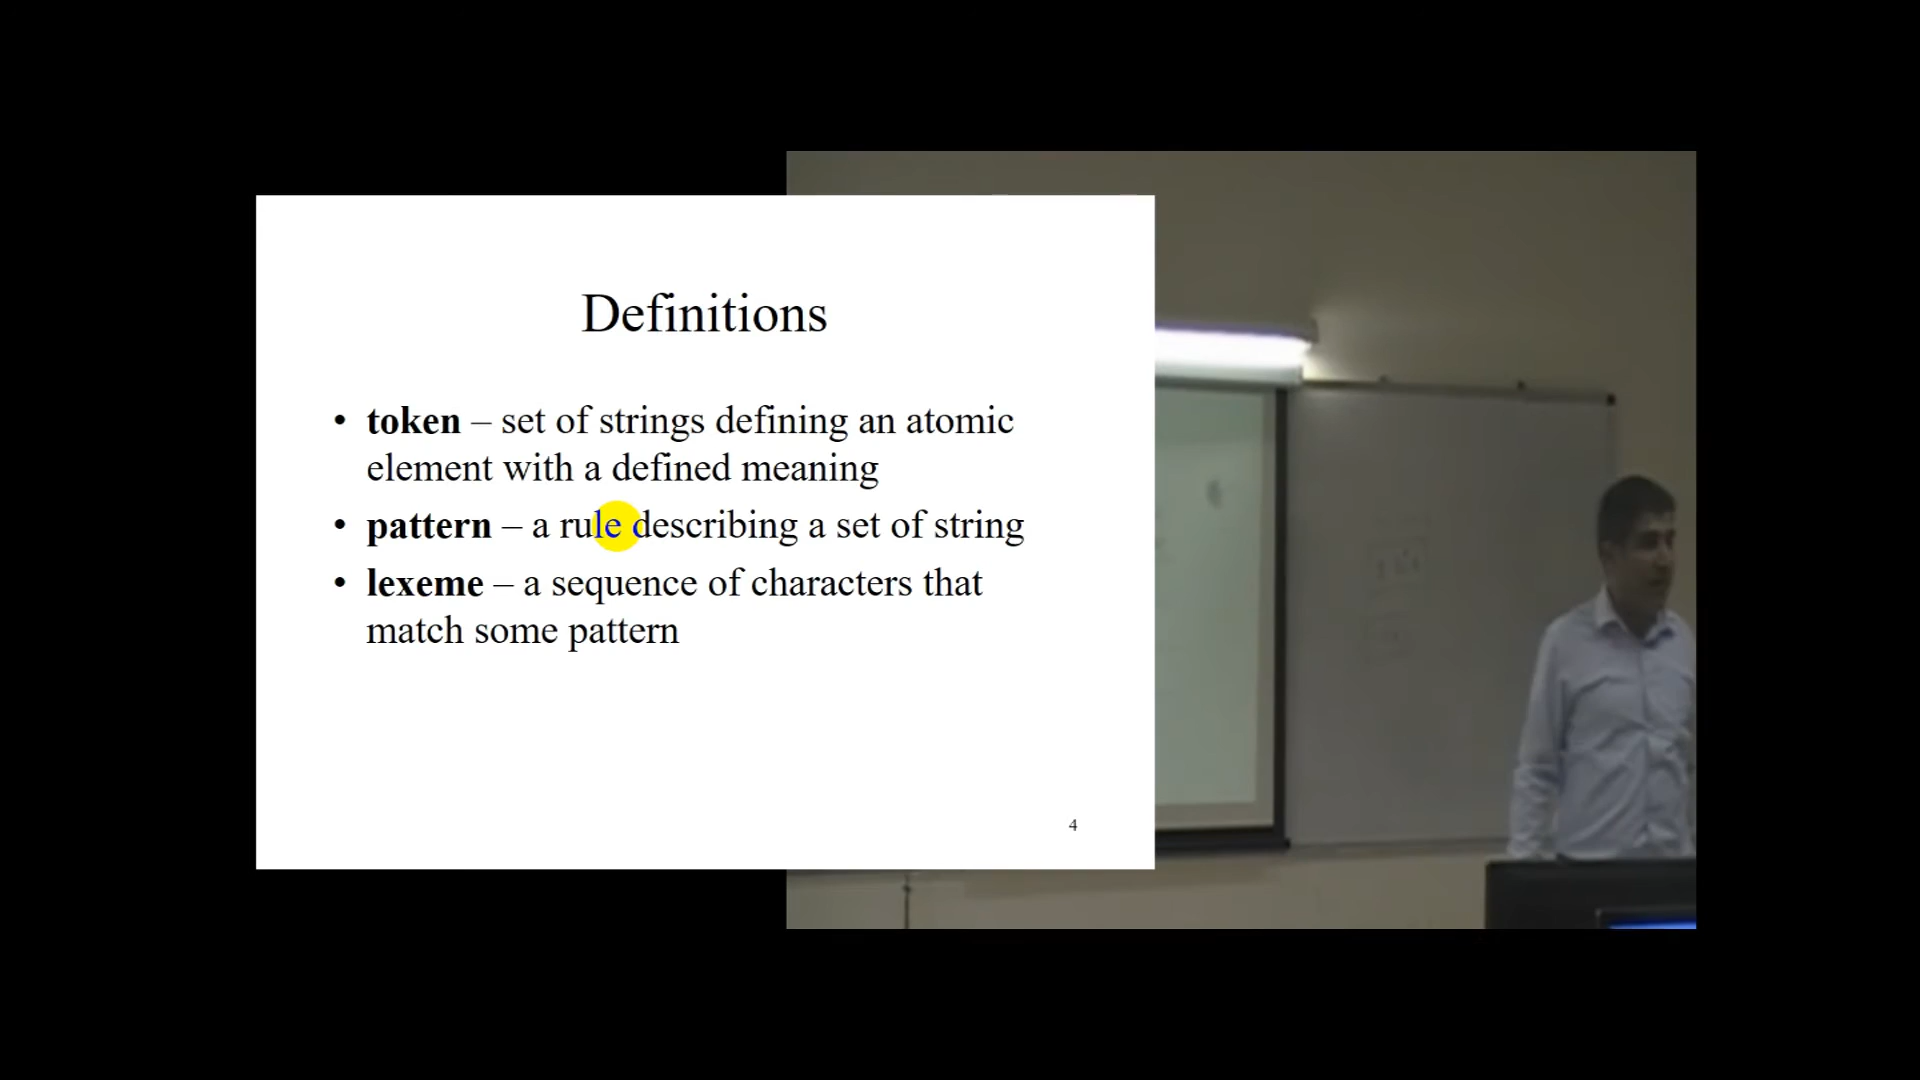 Definitions
• token – set of strings defining an atomic
element with a defined meaning
• pattern – a rule describing a set of string
• lexeme – a sequence of characters that
match some pattern
4